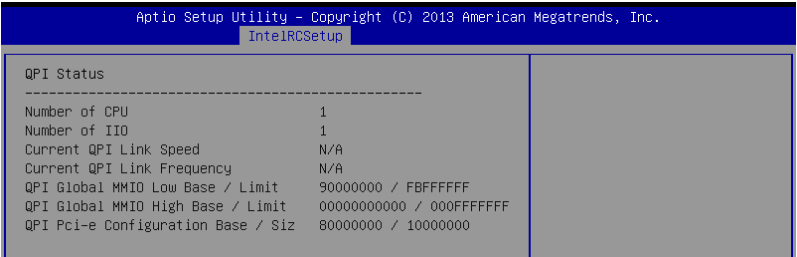 Aptio Setup Utility – Copyright (C) 2013 American Megatrends, Inc.
IntelRCSetup
QPI Status
--------------------------------------------------
Number of CPU 1
Number of IIO 1
Current QPI Link Speed N/A
Current QPI Link Frequency N/A
QPI Global MMIO Low Base / Limit 90000000 / FBFFFFFF
QPI Global MMIO High Base / Limit 00000000000 / 000FFFFFFF
QPI Pci-e Configuration Base / Siz 80000000 / 10000000